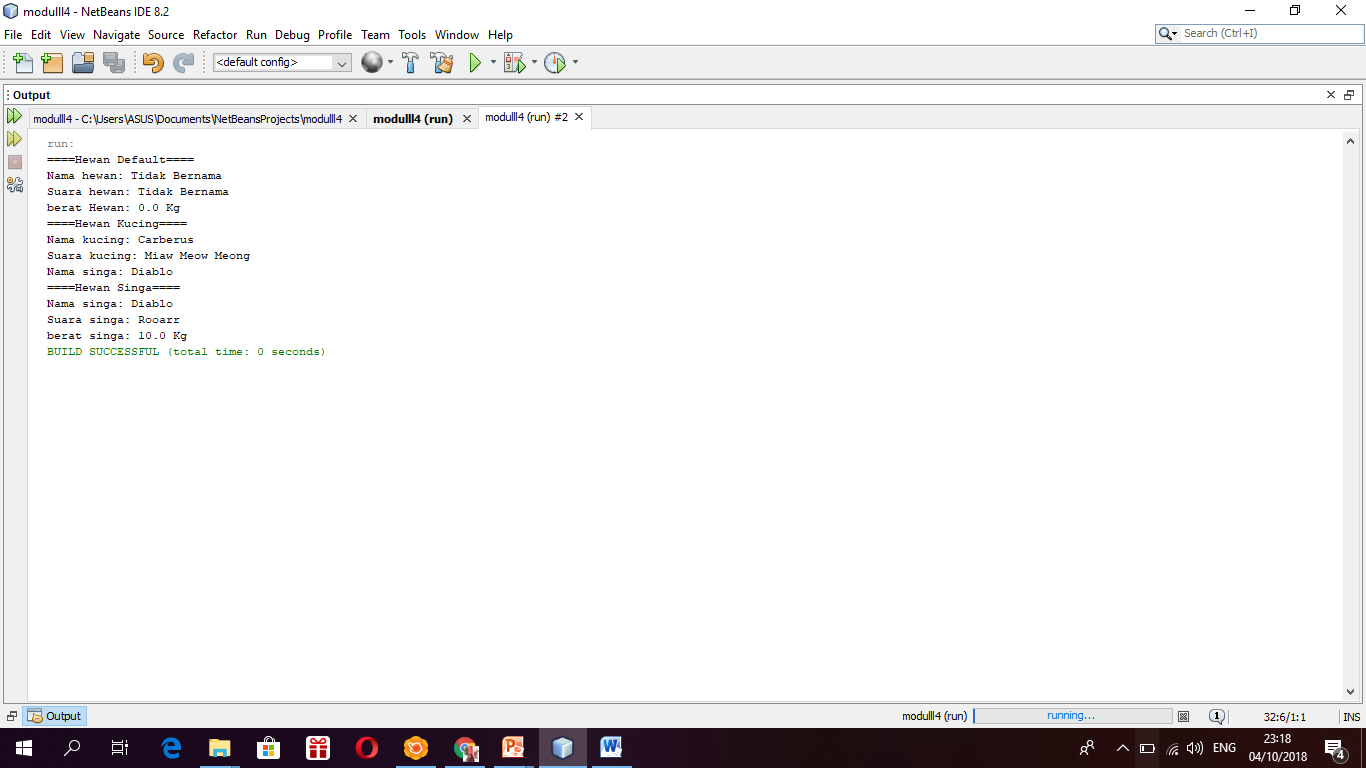 modulll4 - NetBeans IDE 8.2
File Edit View Navigate Source Refactor Run Debug Profile Team Tools Window Help
Search (Ctrl+I)
<default config>
Output
modulll4 - C:\Users\ASUS\Documents\NetBeansProjects\modulll4
modulll4 (run)
modulll4 (run) #2
run:
====Hewan Default====
Nama hewan: Tidak Bernama
Suara hewan: Tidak Bernama
berat Hewan: 0.0 Kg
====Hewan Kucing====
Nama kucing: Carberus
Suara kucing: Miaw Meow Meong
Nama singa: Diablo
====Hewan Singa====
Nama singa: Diablo
Suara singa: Rooarr
berat singa: 10.0 Kg
BUILD SUCCESSFUL (total time: 0 seconds)
Output
modulll4 (run)
running...
1
32:6/1:1
INS
ENG
23:18
04/10/2018
4